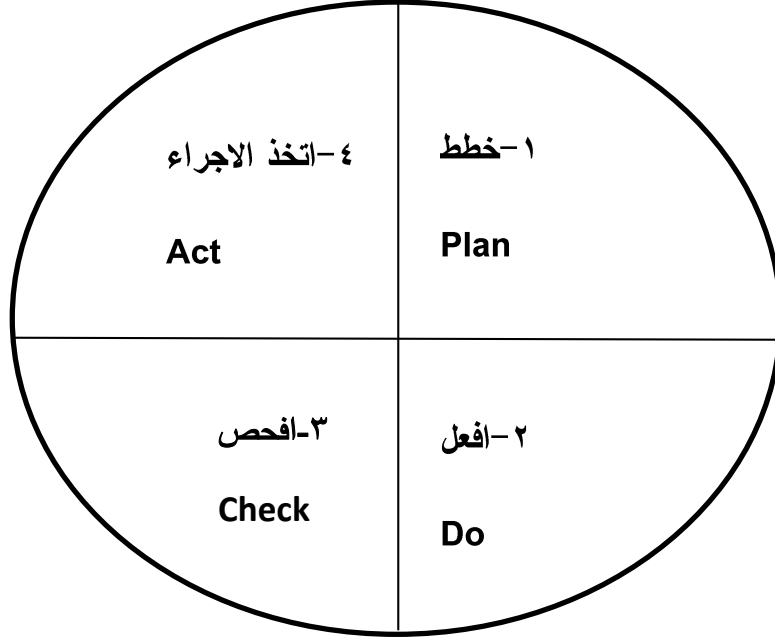 ١-خطط
Plan
٢-افعل
Do
٣-افحص
Check
٤-اتخذ الاجراء
Act